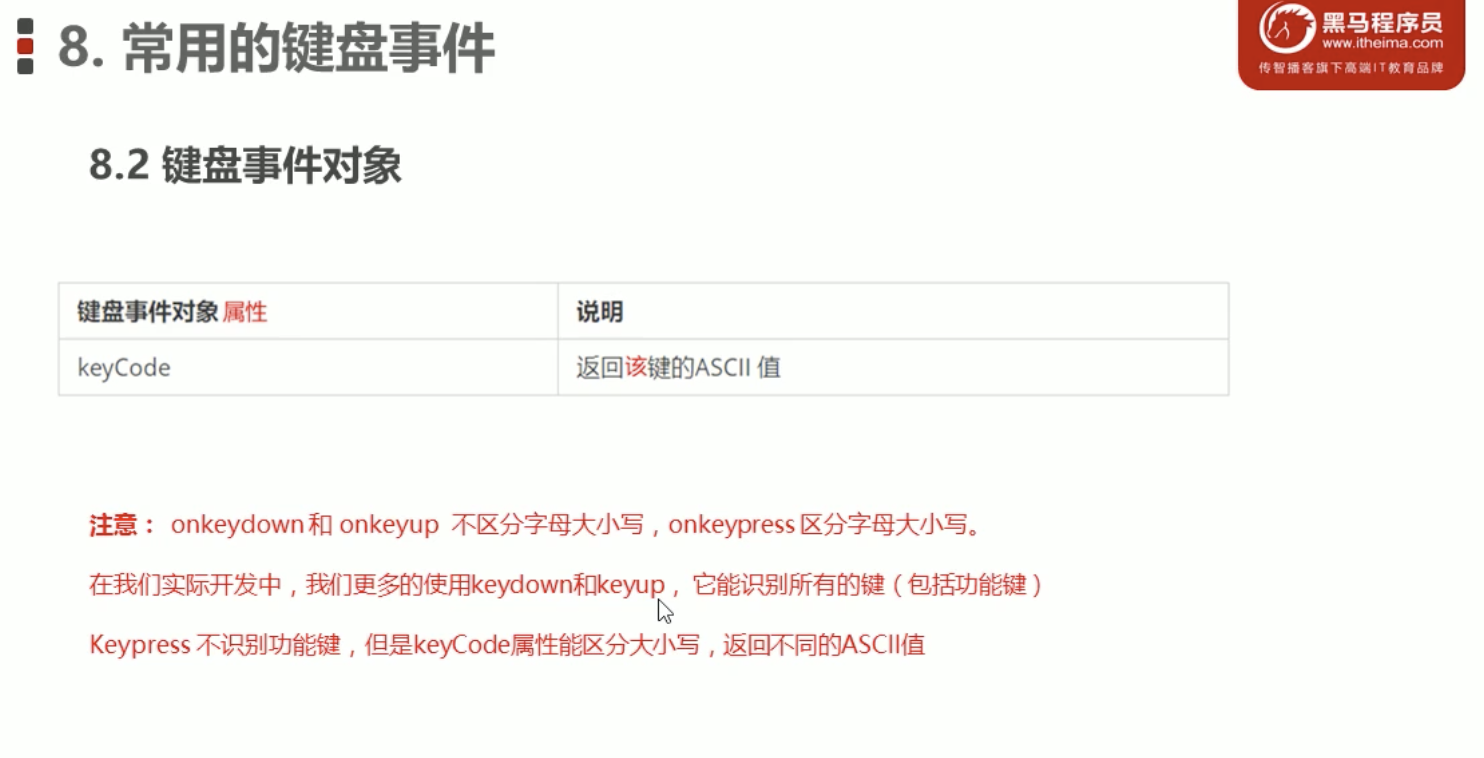 8. 常用的键盘事件
黑马程序员
www.itheima.com
传智播客旗下高端IT教育品牌
8.2 键盘事件对象
键盘事件对象 属性 说明
keyCode 返回该键的ASCII 值
注意： onkeydown 和 onkeyup 不区分字母大小写，onkeypress 区分字母大小写。
在我们实际开发中，我们更多的使用keydown和keyup， 它能识别所有的键（包括功能键）
Keypress 不识别功能键，但是keyCode属性能区分大小写，返回不同的ASCII值